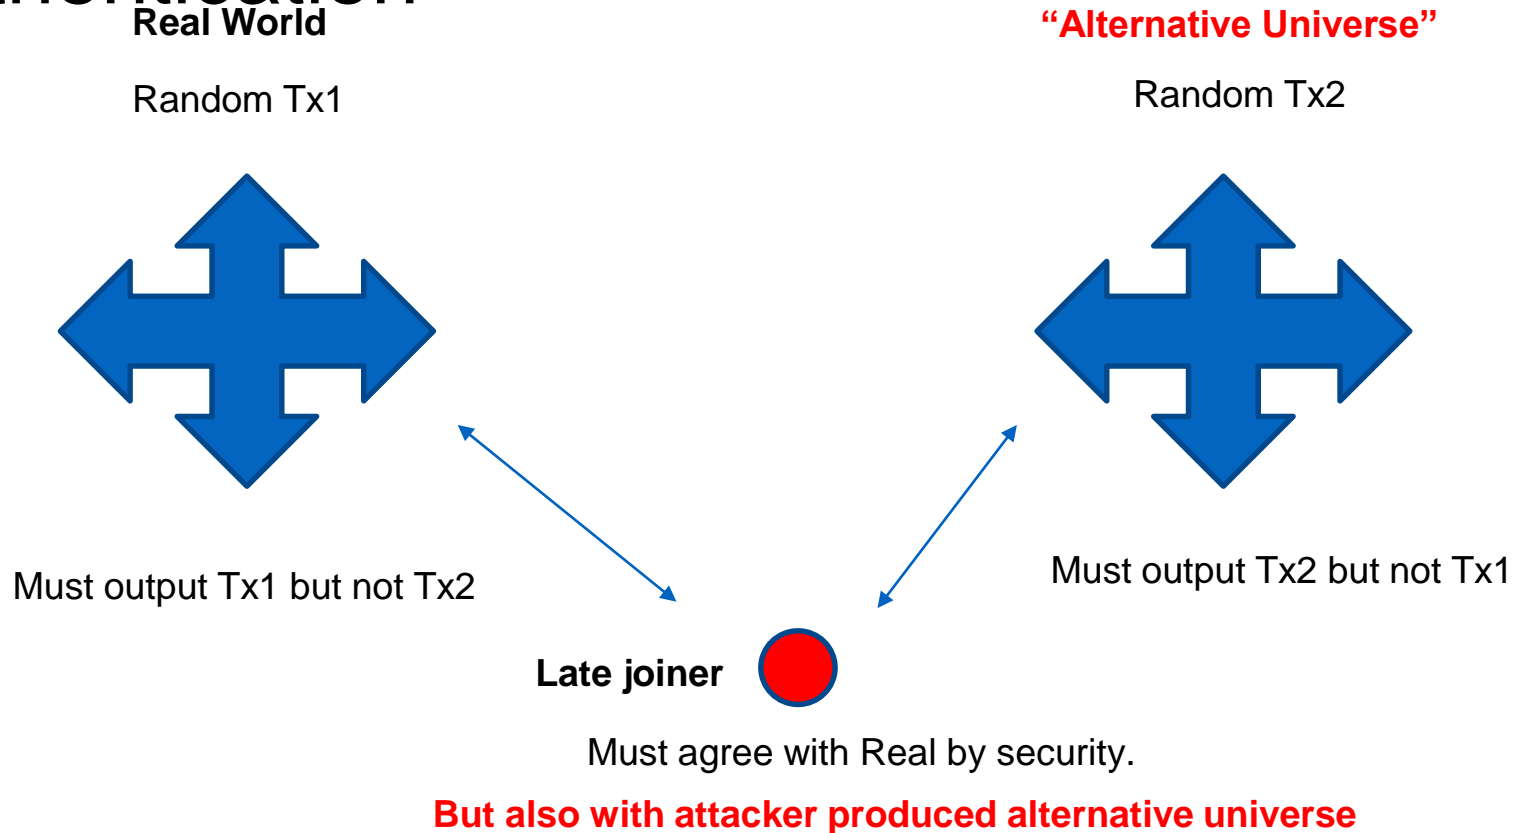 Real World
“Alternative Universe”
Random Tx1
Random Tx2
Must output Tx1 but not Tx2
Must output Tx2 but not Tx1
Late joiner
Must agree with Real by security.
But also with attacker produced alternative universe